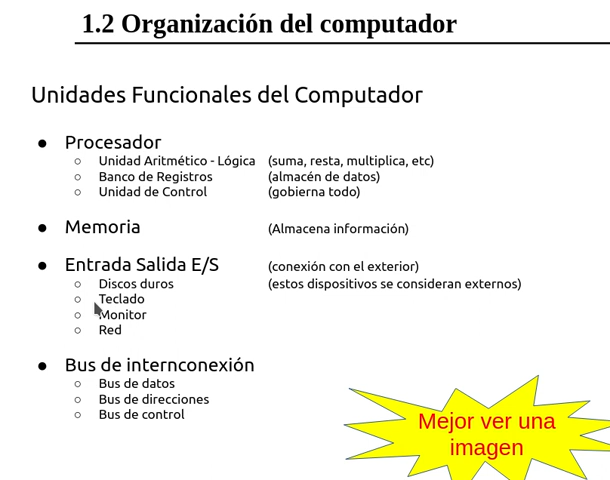 1.2 Organización del computador
Unidades Funcionales del Computador
● Procesador
○ Unidad Aritmético - Lógica (suma, resta, multiplica, etc)
○ Banco de Registros (almacén de datos)
○ Unidad de Control (gobierna todo)
● Memoria (Almacena información)
● Entrada Salida E/S (conexión con el exterior)
○ Discos duros (estos dispositivos se consideran externos)
○ Teclado
○ Monitor
○ Red
● Bus de internconexión
○ Bus de datos
○ Bus de direcciones
○ Bus de control
Mejor ver una
imagen